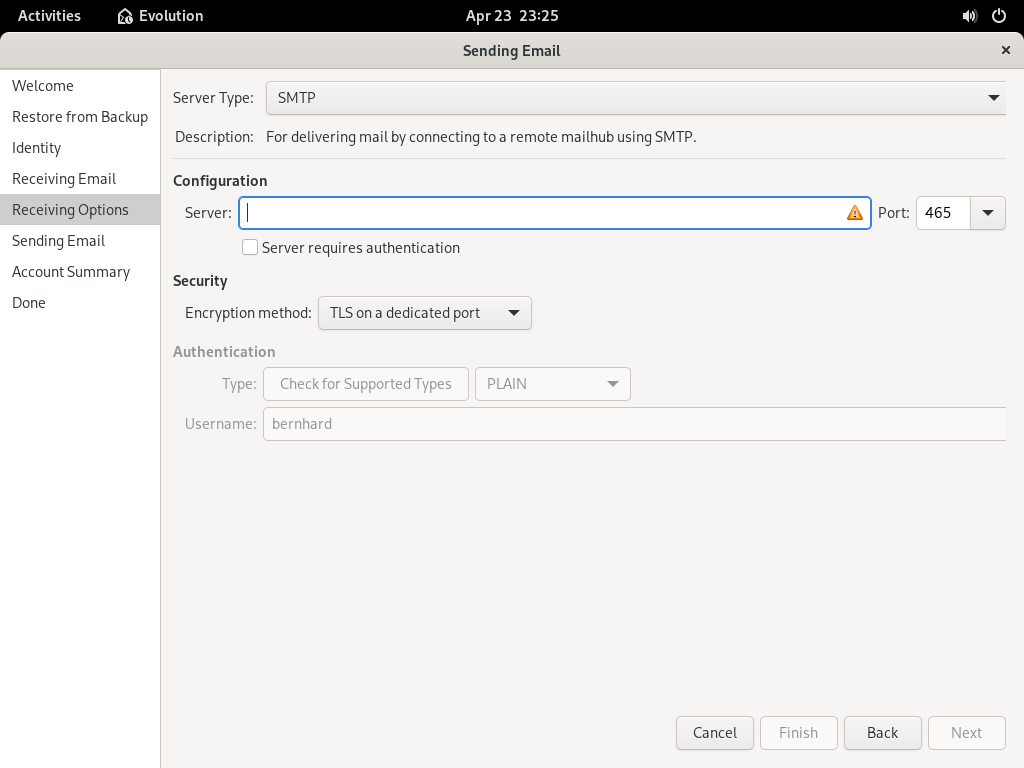 Activities Evolution Apr 23 23:25
Sending Email
Welcome
Restore from Backup
Identity
Receiving Email
Receiving Options
Sending Email
Account Summary
Done
Server Type: SMTP
Description: For delivering mail by connecting to a remote mailhub using SMTP.
Configuration
Server: Port: 465
Server requires authentication
Security
Encryption method: TLS on a dedicated port
Authentication
Type: Check for Supported Types PLAIN
Username: bernhard
Cancel Finish Back Next